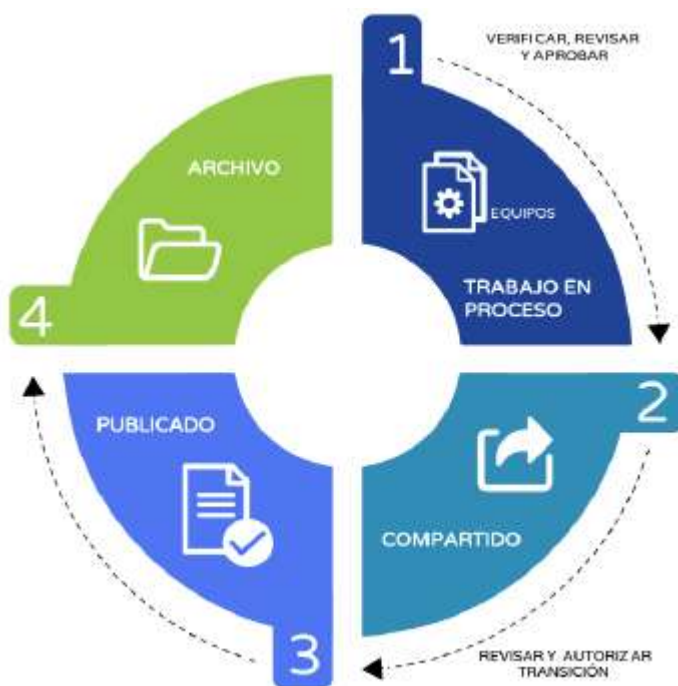 1
VERIFICAR, REVISAR
Y APROBAR
EQUIPOS
TRABAJO EN
PROCESO
2
COMPARTIDO
REVISAR Y AUTORIZAR
TRANSICIÓN
3
PUBLICADO
4
ARCHIVO